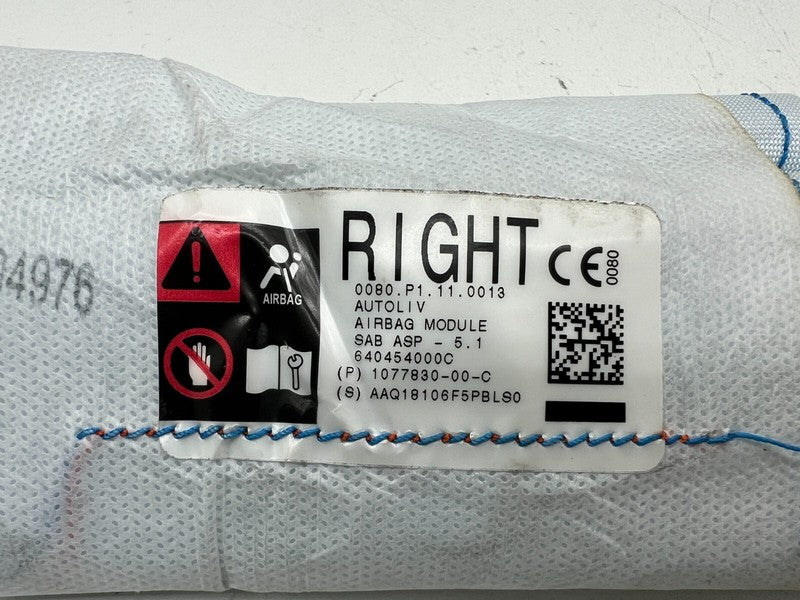 RIGHT
CE 0080
0080.P1.11.0013
AUTOLIV
AIRBAG MODULE
SAB ASP - 5.1
640454000C
(P) 1077830-00-C
(S) AAQ18106F5PBLS0
AIRBAG
4976